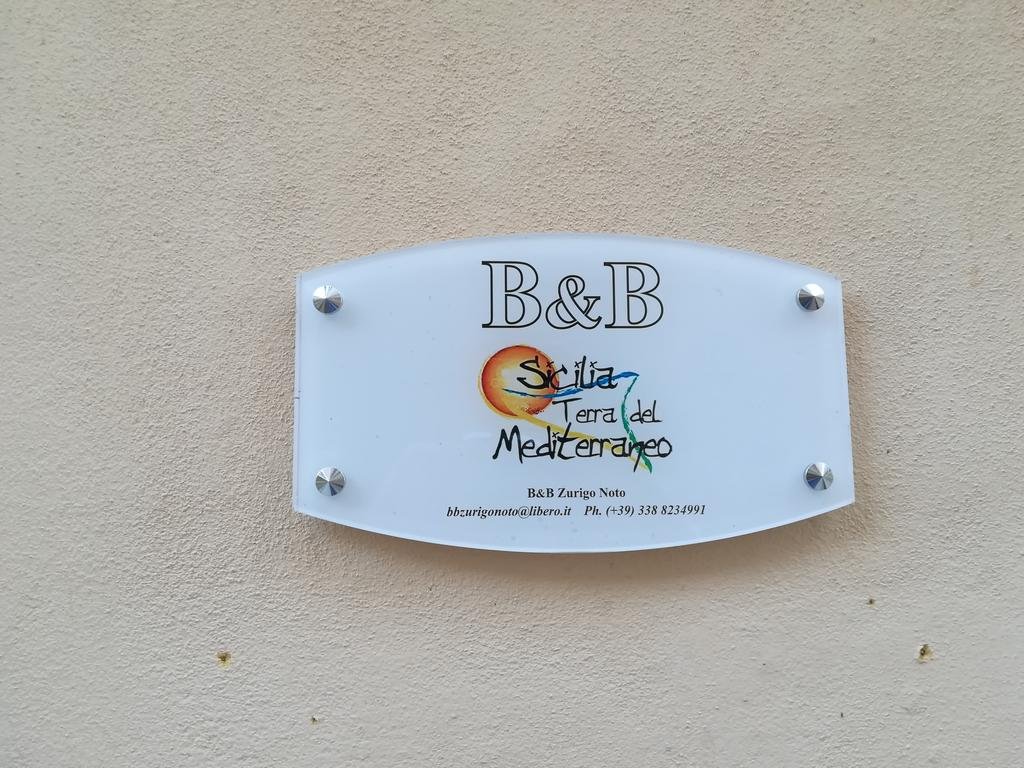 B&B
Sicilia
Terra del
Mediterraneo
B&B Zurigo Noto
bbzurigonoto@libero.it Ph. (+39) 338 8234991